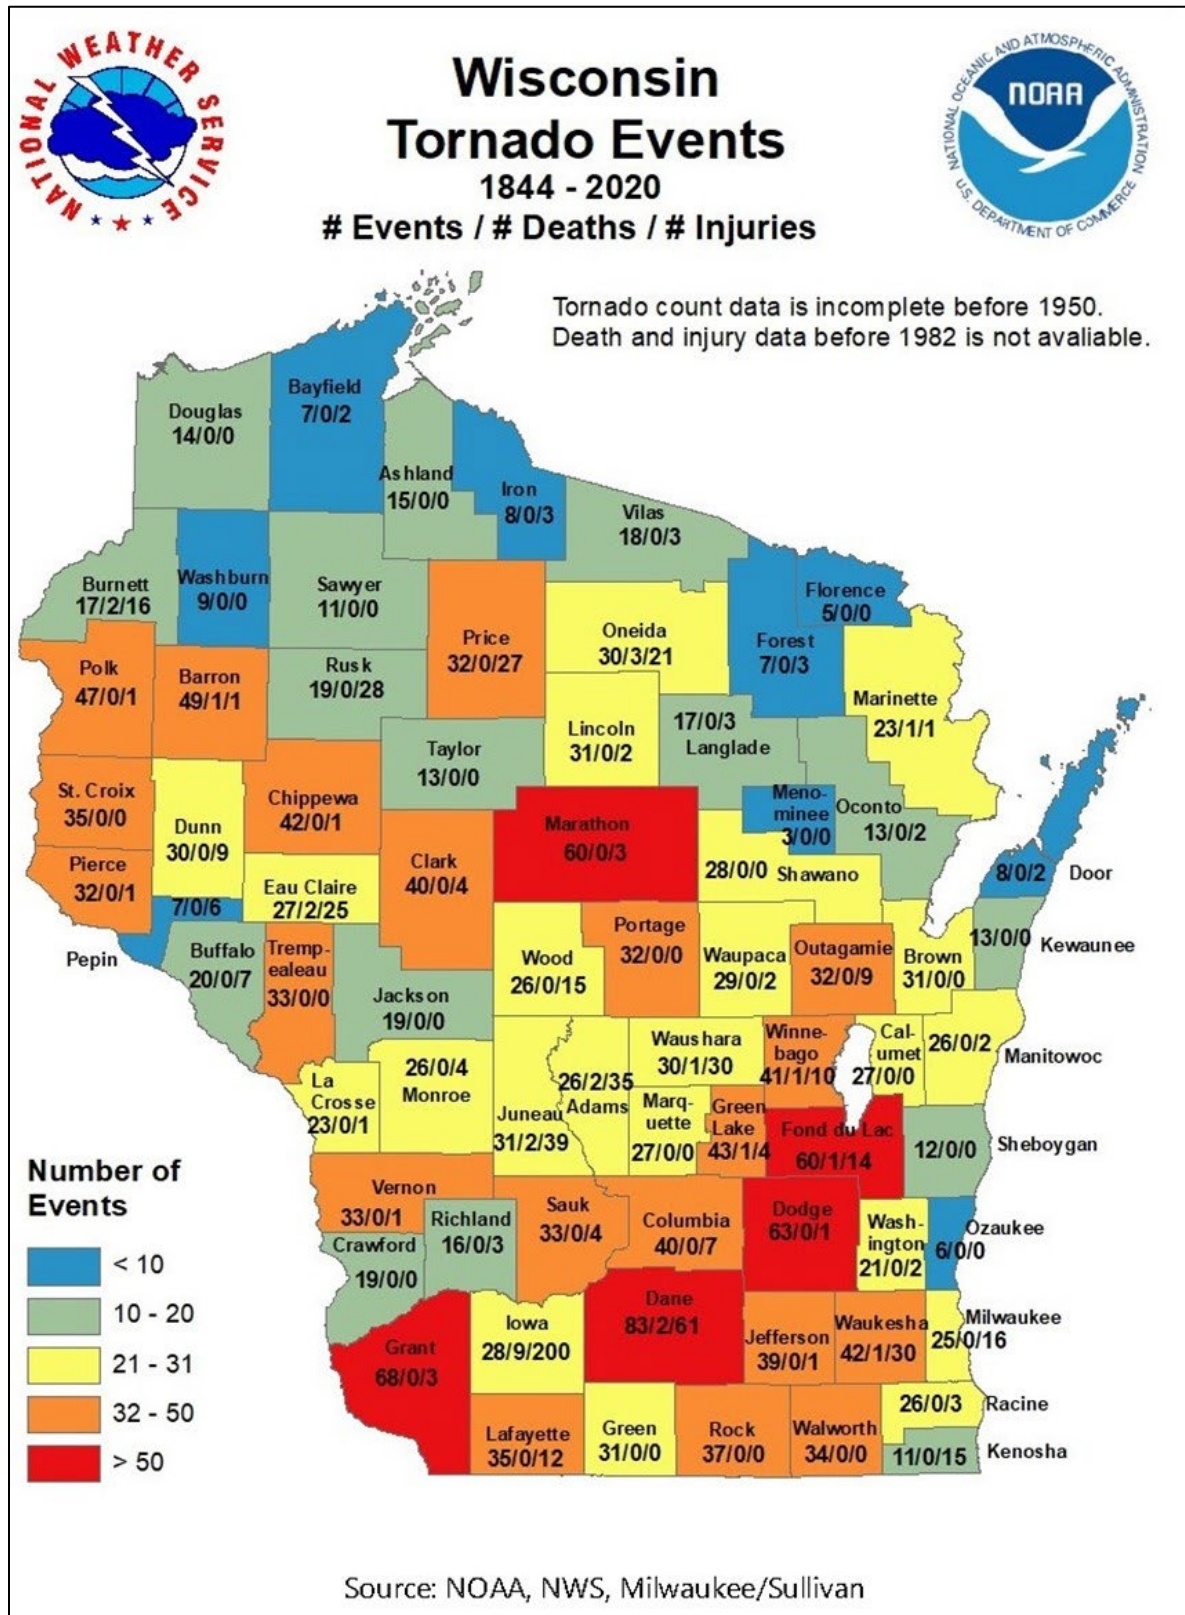 NATIONAL WEATHER SERVICE
NATIONAL OCEANIC AND ATMOSPHERIC ADMINISTRATION
NOAA
U.S. DEPARTMENT OF COMMERCE
Wisconsin
Tornado Events
1844 - 2020
# Events / # Deaths / # Injuries
Tornado count data is incomplete before 1950.
Death and injury data before 1982 is not avaliable.
Douglas
14/0/0
Bayfield
7/0/2
Ashland
15/0/0
Iron
8/0/3
Vilas
18/0/3
Burnett
17/2/16
Washburn
9/0/0
Sawyer
11/0/0
Price
32/0/27
Oneida
30/3/21
Forest
7/0/3
Florence
5/0/0
Marinette
23/1/1
Polk
47/0/1
Barron
49/1/1
Rusk
19/0/28
Taylor
13/0/0
Lincoln
31/0/2
17/0/3
Langlade
Meno-
minee
3/0/0
Oconto
13/0/2
St. Croix
35/0/0
Dunn
30/0/9
Chippewa
42/0/1
Clark
40/0/4
Marathon
60/0/3
28/0/0 Shawano
8/0/2 Door
Pierce
32/0/1
7/0/6
Pepin
Eau Claire
27/2/25
Buffalo
20/0/7
Tremp-
ealeau
33/0/0
Jackson
19/0/0
Wood
26/0/15
Portage
32/0/0
Waupaca
29/0/2
Outagamie
32/0/9
Brown
31/0/0
13/0/0 Kewaunee
La
Crosse
23/0/1
26/0/4
Monroe
Juneau
31/2/39
26/2/35
Adams
Waushara
30/1/30
Marq-
uette
27/0/0
Green
Lake
43/1/4
Winne-
bago
41/1/10
Cal-
umet
27/0/0
26/0/2 Manitowoc
Fond du Lac
60/1/14
12/0/0 Sheboygan
Vernon
33/0/1
Crawford
19/0/0
Richland
16/0/3
Sauk
33/0/4
Columbia
40/0/7
Dodge
63/0/1
Wash-
ington
21/0/2
Ozaukee
6/0/0
Grant
68/0/3
Iowa
28/9/200
Dane
83/2/61
Jefferson
39/0/1
Waukesha
42/1/30
Milwaukee
25/0/16
Lafayette
35/0/12
Green
31/0/0
Rock
37/0/0
Walworth
34/0/0
26/0/3 Racine
11/0/15 Kenosha
Number of
Events
< 10
10 - 20
21 - 31
32 - 50
> 50
Source: NOAA, NWS, Milwaukee/Sullivan